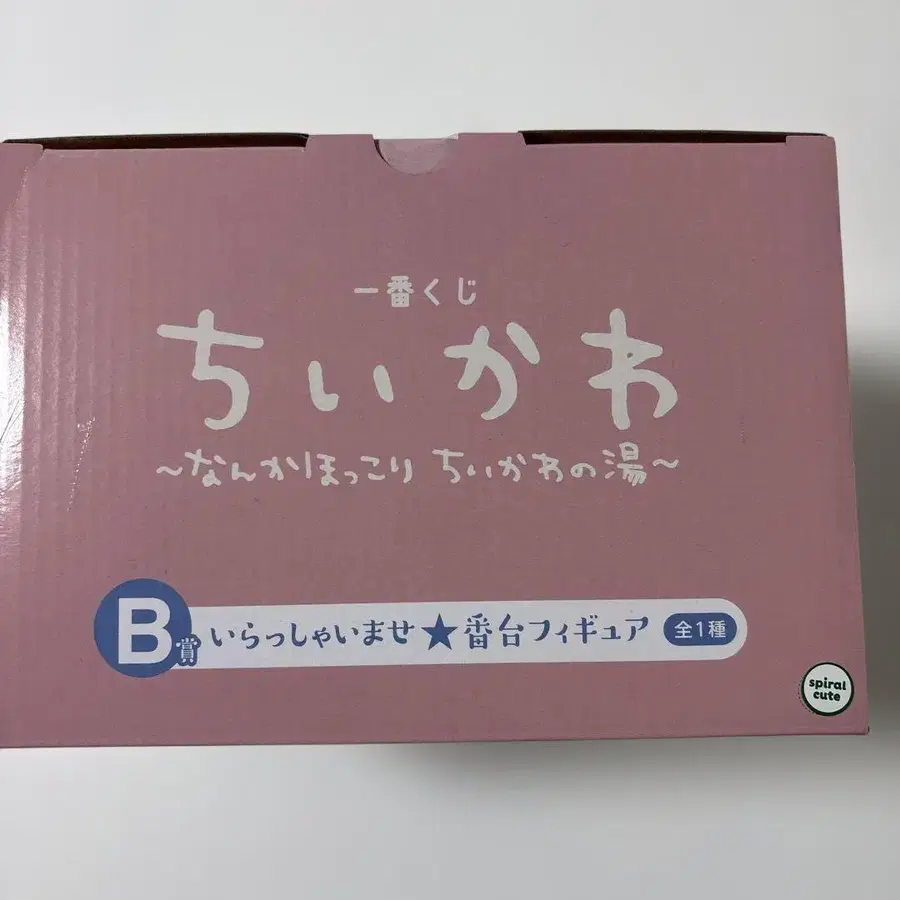 一番くじ
ちいかわ
～なんかほっこり ちいかわの湯～
B賞 いらっしゃいませ★番台フィギュア 全1種
spiral
cute